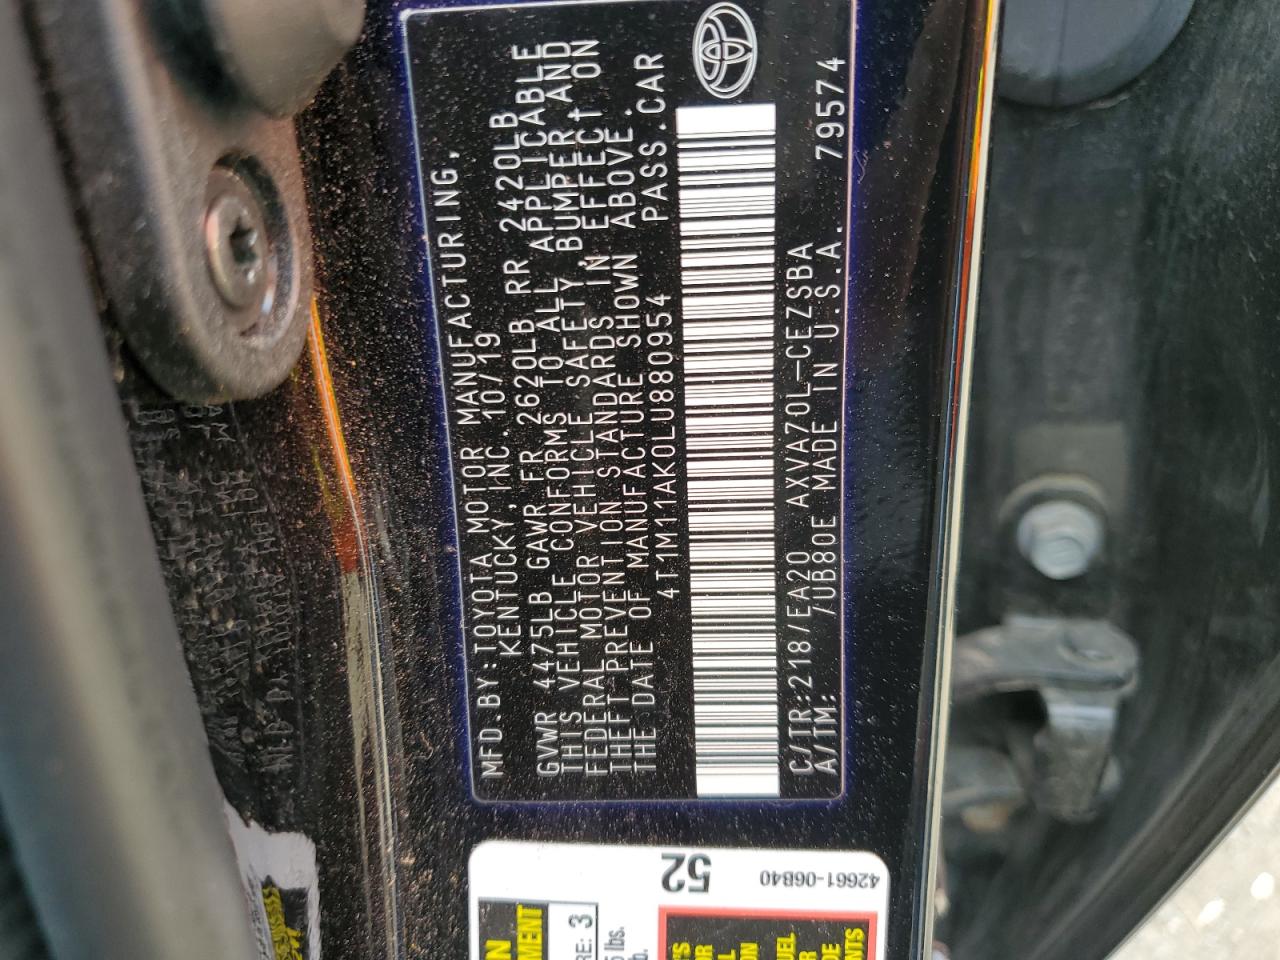 MFD.BY:TOYOTA MOTOR MANUFACTURING,
KENTUCKY,INC. 10/19
GVWR 4475LB GAWR FR 2620LB RR 2420LB
THIS VEHICLE CONFORMS TO ALL APPLICABLE
FEDERAL MOTOR VEHICLE SAFETY,BUMPER,AND
THEFT PREVENTION STANDARDS IN EFFECT ON
THE DATE OF MANUFACTURE SHOWN ABOVE.
4T1M11AK0LU880954 PASS.CAR
C/TR:218/EA20 AXVA70L-CEZSBA
A/TM: /UB80E MADE IN U.S.A. 79574
52
42661-06B40
3
lbs.